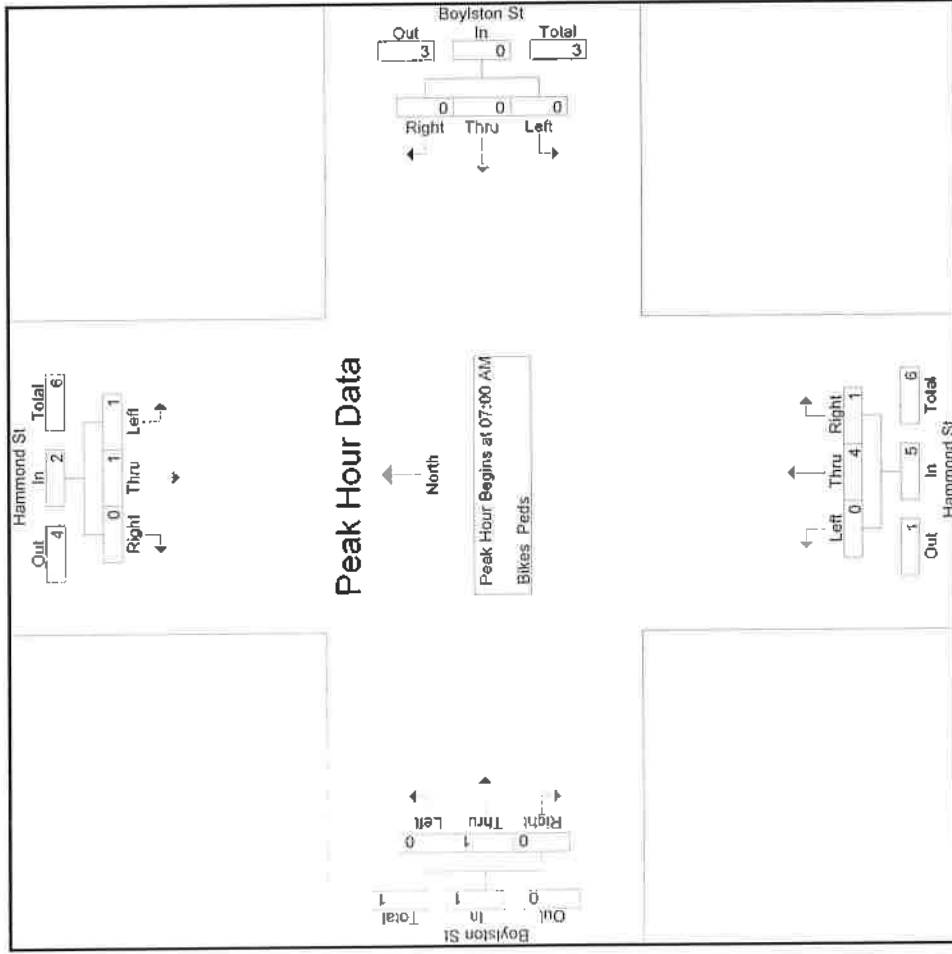 Boylston St
Out In Total
3 0 3
0 0 0
Right Thru Left
Hammond St
Out In Total
4 2 6
0 1 1
Right Thru Left
Peak Hour Data
North
Peak Hour Begins at 07:00 AM
Bikes Peds
Left Thru Right
0 4 1
1 5 6
Out In Total
Hammond St
Boylston St
Total In Out
1 1 0
0 1 0
Left Thru Right